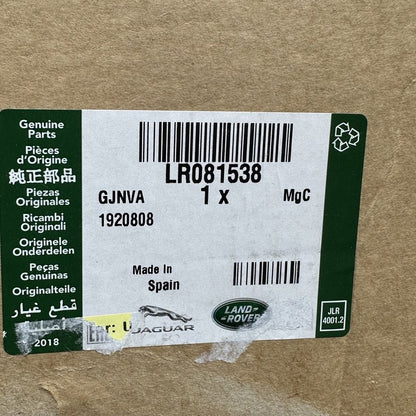 Genuine
Parts
Pièces
d'Origine
純正部品
Piezas
Originales
Ricambi
Originali
Originele
Onderdelen
Peças
Genuinas
Originalteile
قطع غيار
2018
LR081538
GJNVA
1 x
MgC
1920808
Made In
Spain
JAGUAR
LAND-
ROVER
JLR
4001.2